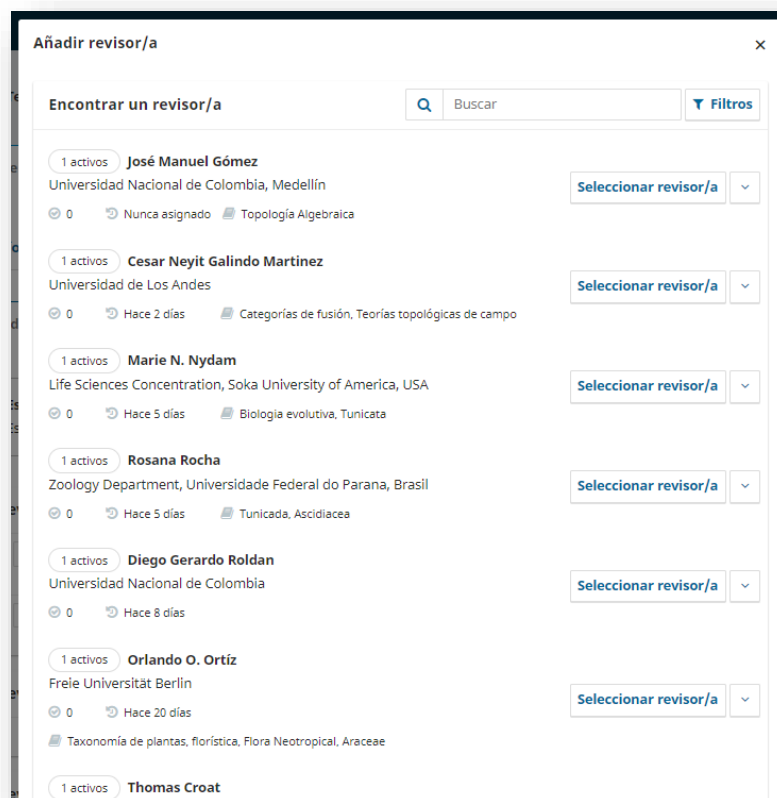 Añadir revisor/a
×
Encontrar un revisor/a
Buscar
Filtros
1 activos José Manuel Gómez
Universidad Nacional de Colombia, Medellín
Seleccionar revisor/a
0 Nunca asignado Topología Algebraica
1 activos Cesar Neyit Galindo Martinez
Universidad de Los Andes
Seleccionar revisor/a
0 Hace 2 días Categorías de fusión, Teorías topológicas de campo
1 activos Marie N. Nydam
Life Sciences Concentration, Soka University of America, USA
Seleccionar revisor/a
0 Hace 5 días Biologia evolutiva, Tunicata
1 activos Rosana Rocha
Zoology Department, Universidade Federal do Parana, Brasil
Seleccionar revisor/a
0 Hace 5 días Tunicada, Ascidiacea
1 activos Diego Gerardo Roldan
Universidad Nacional de Colombia
Seleccionar revisor/a
0 Hace 8 días
1 activos Orlando O. Ortíz
Freie Universität Berlin
Seleccionar revisor/a
0 Hace 20 días
Taxonomía de plantas, florística, Flora Neotropical, Araceae
1 activos Thomas Croat